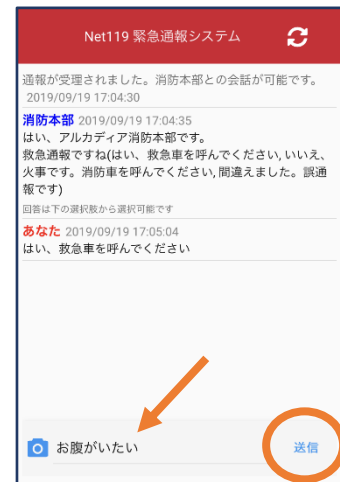 Net119 緊急通報システム
通報が受理されました。消防本部との会話が可能です。
2019/09/19 17:04:30
消防本部 2019/09/19 17:04:35
はい、アルカディア消防本部です。
救急通報ですね(はい、救急車を呼んでください, いいえ、
火事です。消防車を呼んでください, 間違えました。誤通
報です)
回答は下の選択肢から選択可能です
あなた 2019/09/19 17:05:04
はい、救急車を呼んでください
お腹がいたい 送信